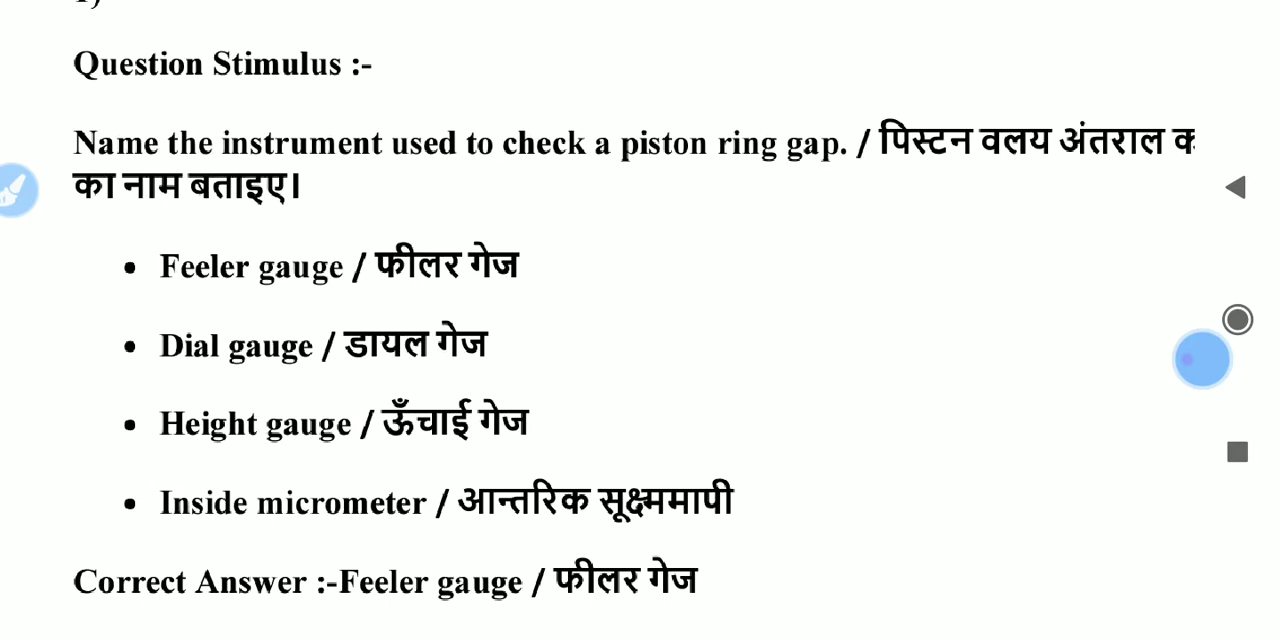 Question Stimulus :-
Name the instrument used to check a piston ring gap. / पिस्टन वलय अंतराल
का नाम बताइए।
• Feeler gauge / फीलर गेज
• Dial gauge / डायल गेज
• Height gauge / ऊँचाई गेज
• Inside micrometer / आन्तरिक सूक्ष्ममापी
Correct Answer :-Feeler gauge / फीलर गेज